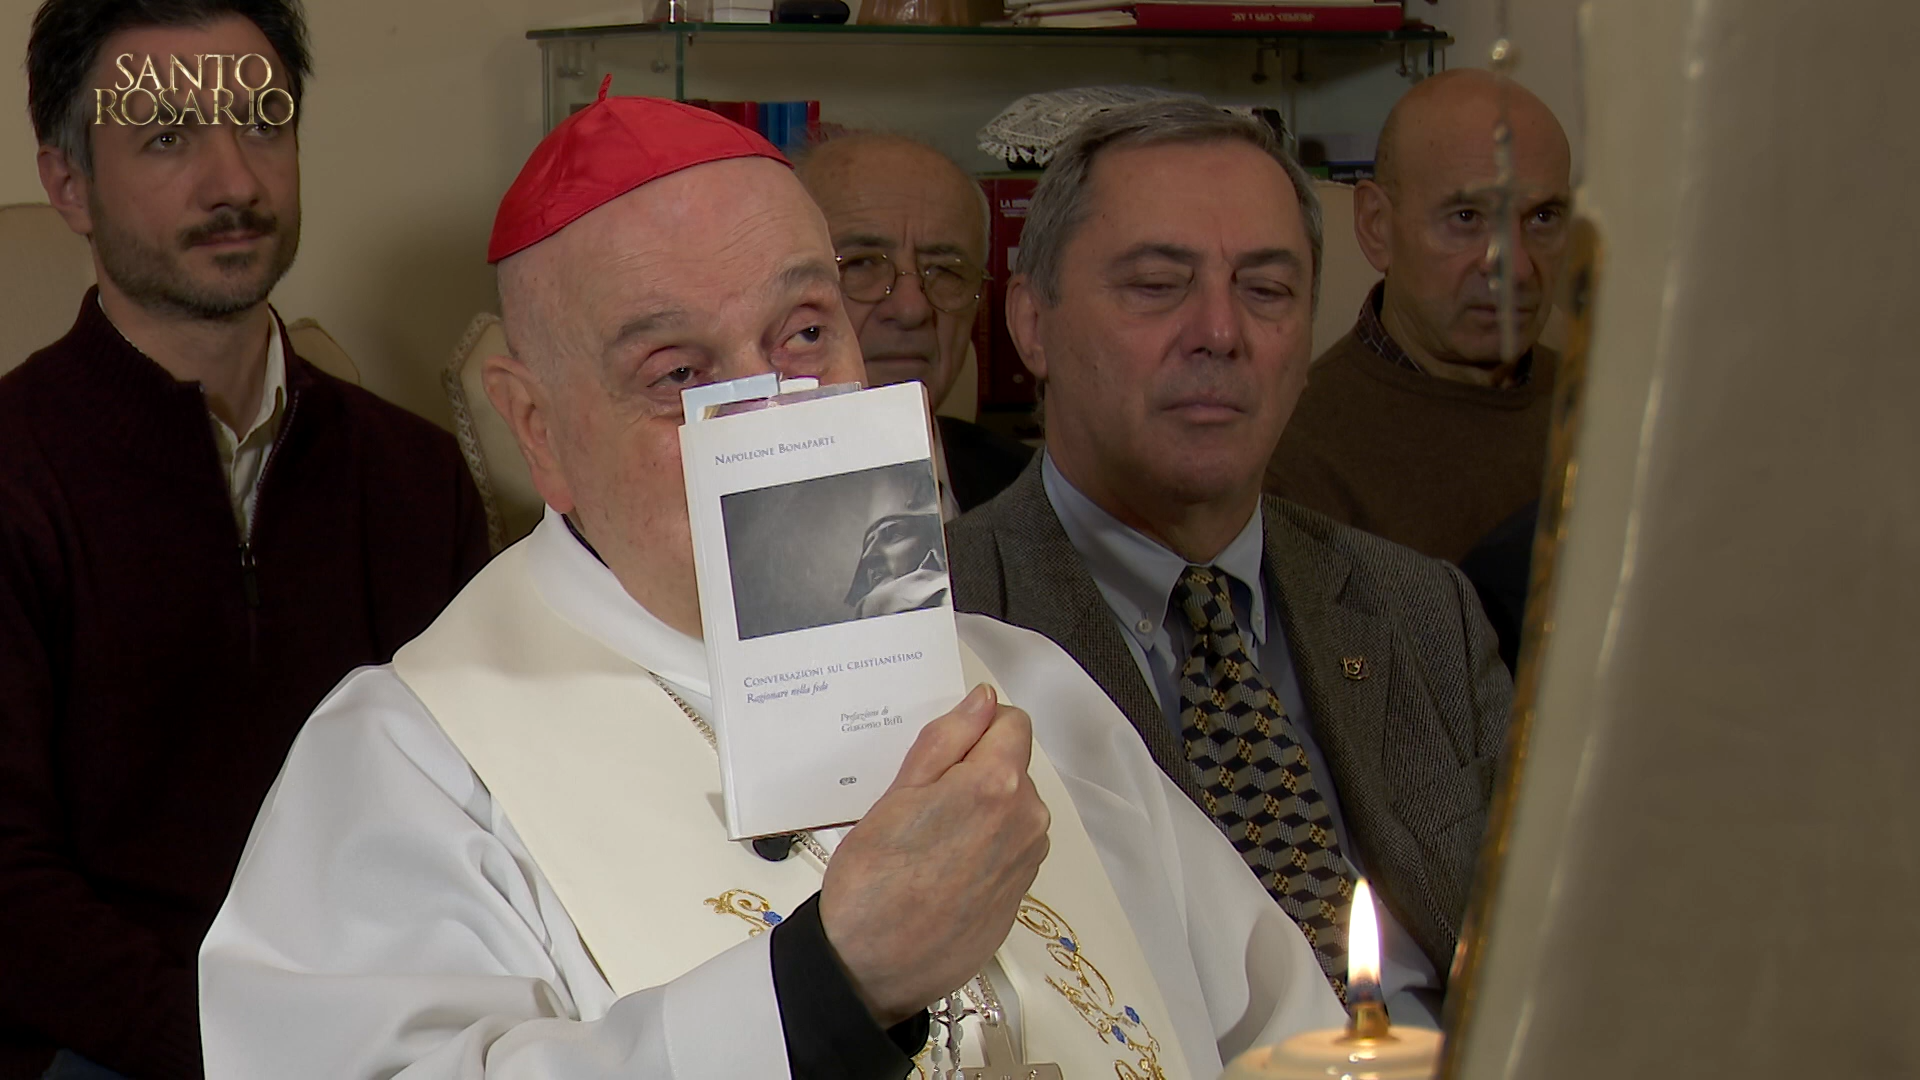 SANTO
ROSARIO
NAPOLEONE BONAPARTE
CONVERSAZIONI SUL CRISTIANESIMO
Ragionare nella fede
Prefazione di
Giacomo Biffi